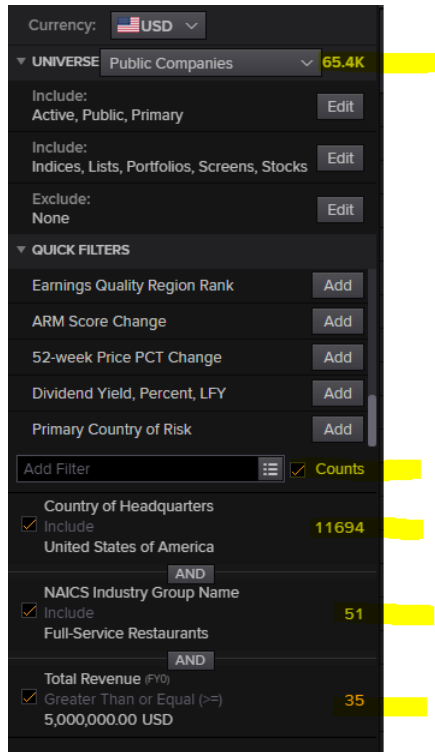 Currency: USD
UNIVERSE Public Companies 65.4K
Include:
Active, Public, Primary Edit
Include:
Indices, Lists, Portfolios, Screens, Stocks Edit
Exclude:
None Edit
QUICK FILTERS
Earnings Quality Region Rank Add
ARM Score Change Add
52-week Price PCT Change Add
Dividend Yield, Percent, LFY Add
Primary Country of Risk Add
Add Filter Counts
Country of Headquarters
Include 11694
United States of America
AND
NAICS Industry Group Name
Include 51
Full-Service Restaurants
AND
Total Revenue (FY0)
Greater Than or Equal (>=) 35
5,000,000.00 USD